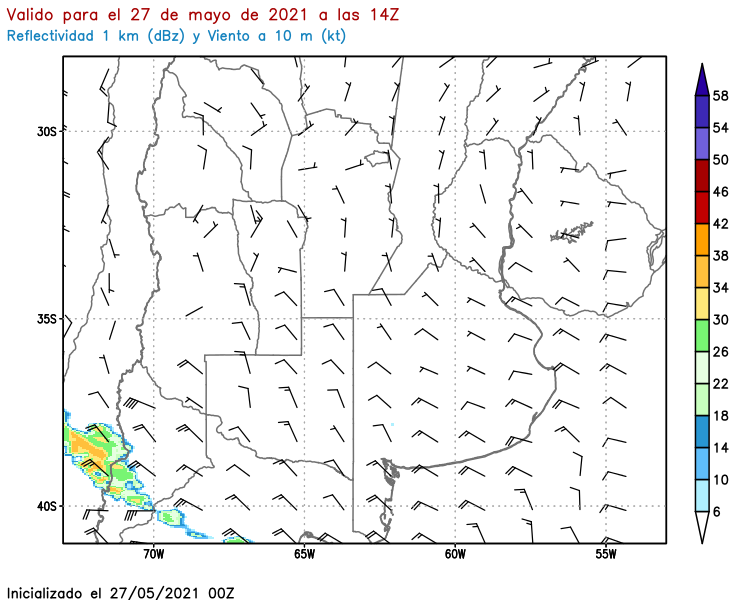 Valido para el 27 de mayo de 2021 a las 14Z
Reflectividad 1 km (dBz) y Viento a 10 m (kt)
58
54
50
46
42
38
34
30
26
22
18
14
10
6
30S
35S
40S
70W 65W 60W 55W
Inicializado el 27/05/2021 00Z